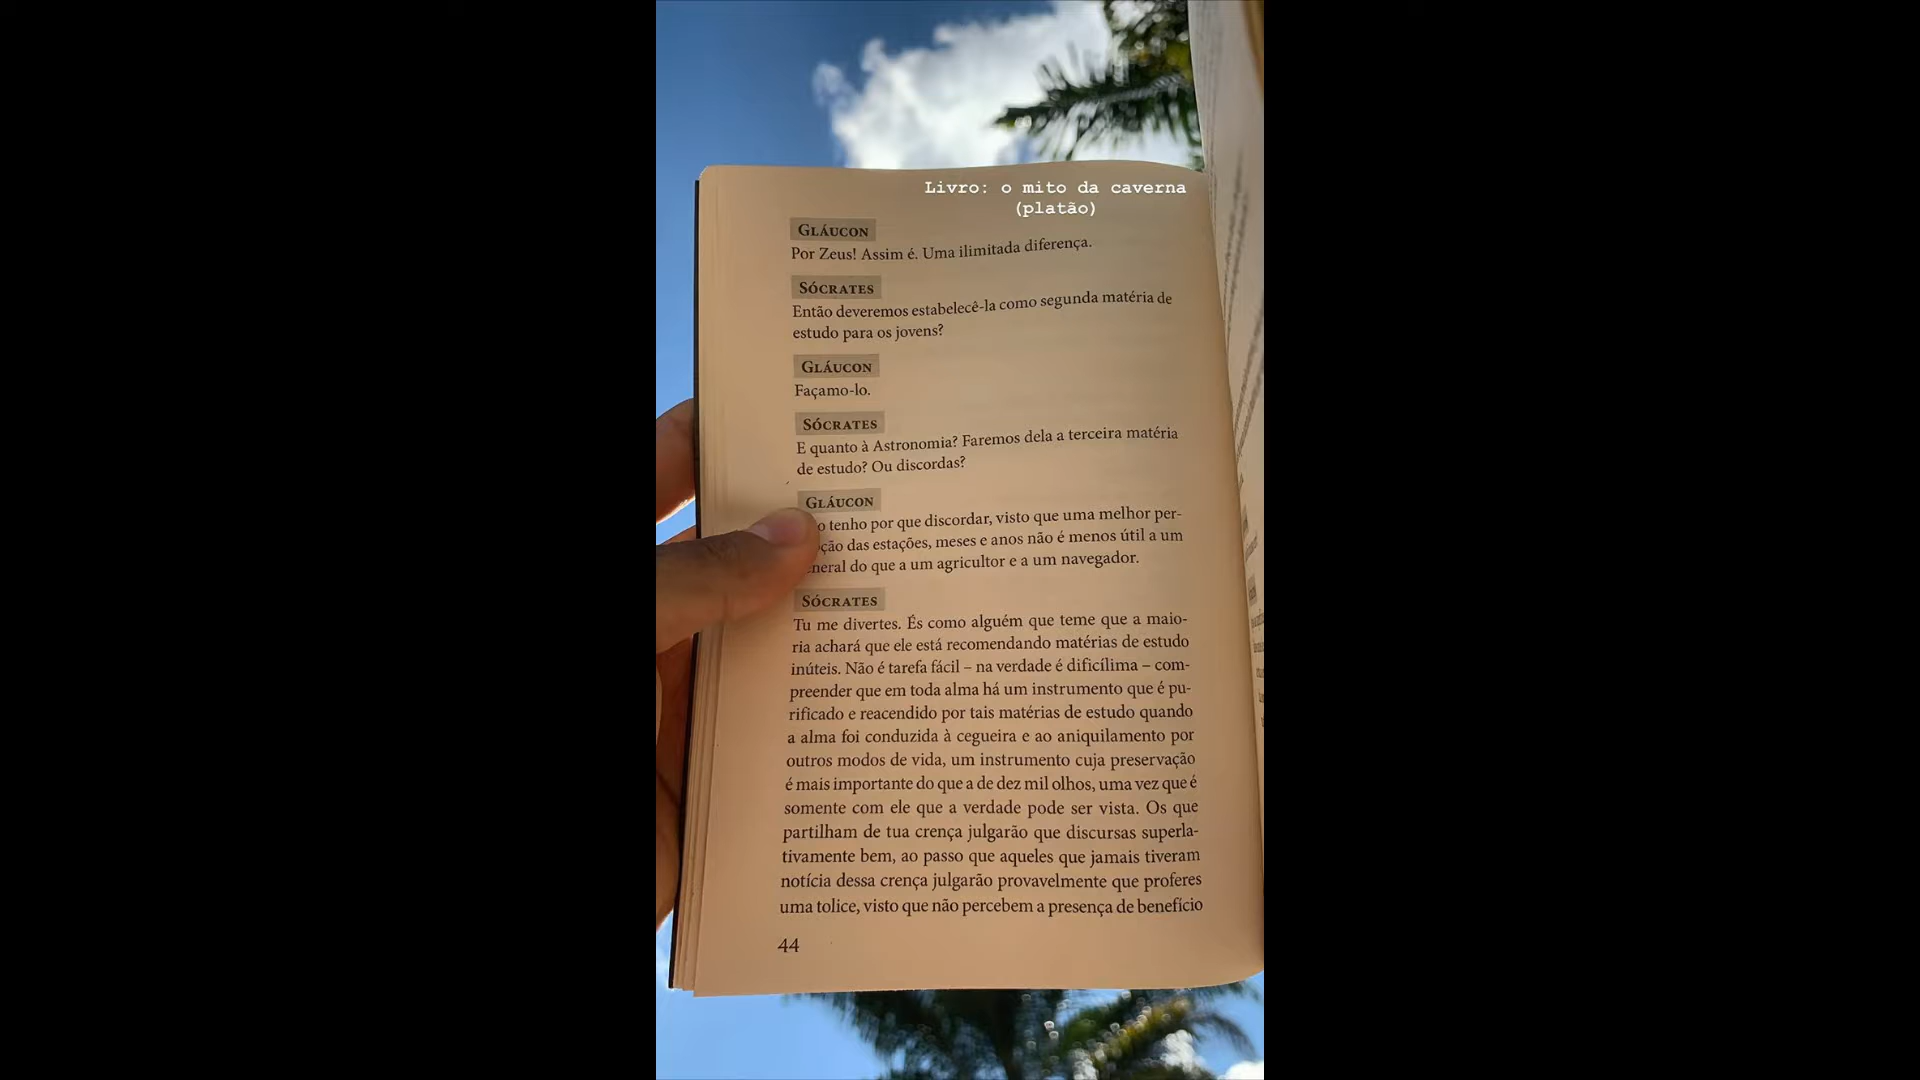 Livro: o mito da caverna
(platão)
GLÁUCON
Por Zeus! Assim é. Uma ilimitada diferença.
SÓCRATES
Então deveremos estabelecê-la como segunda matéria de
estudo para os jovens?
GLÁUCON
Façamo-lo.
SÓCRATES
E quanto à Astronomia? Faremos dela a terceira matéria
de estudo? Ou discordas?
GLÁUCON
tenho por que discordar, visto que uma melhor per-
das estações, meses e anos não é menos útil a um
do que a um agricultor e a um navegador.
SÓCRATES
Tu me divertes. És como alguém que teme que a maio-
ria achará que ele está recomendando matérias de estudo
inúteis. Não é tarefa fácil – na verdade é dificílima – com-
preender que em toda alma há um instrumento que é pu-
rificado e reacendido por tais matérias de estudo quando
a alma foi conduzida à cegueira e ao aniquilamento por
outros modos de vida, um instrumento cuja preservação
é mais importante do que a de dez mil olhos, uma vez que é
somente com ele que a verdade pode ser vista. Os que
partilham de tua crença julgarão que discursas superla-
tivamente bem, ao passo que aqueles que jamais tiveram
notícia dessa crença julgarão provavelmente que proferes
uma tolice, visto que não percebem a presença de benefício
44